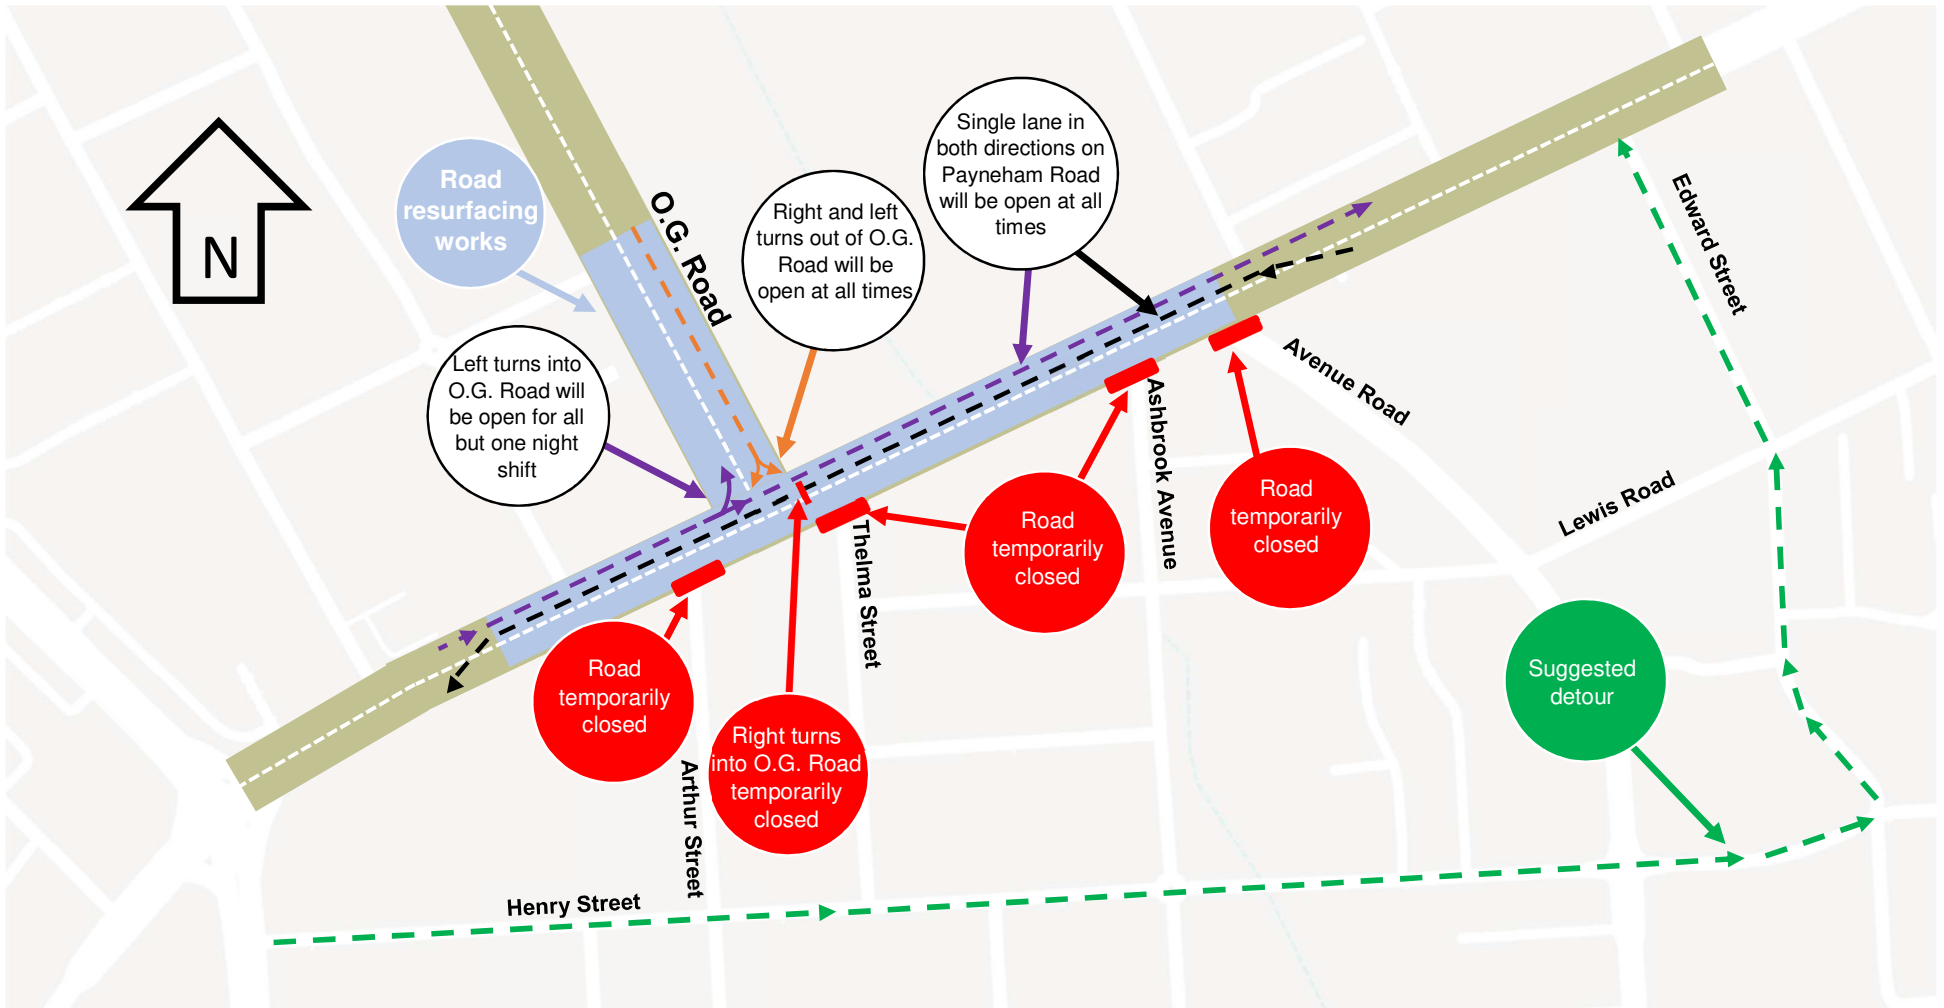 N
Road
resurfacing
works
O.G. Road
Right and left
turns out of O.G.
Road will be
open at all times
Single lane in
both directions on
Payneham Road
will be open at all
times
Edward Street
Left turns into
O.G. Road will
be open for all
but one night
shift
Avenue Road
Ashbrook Avenue
Road
temporarily
closed
Road
temporarily
closed
Lewis Road
Thelma Street
Road
temporarily
closed
Right turns
into O.G. Road
temporarily
closed
Suggested
detour
Arthur Street
Henry Street